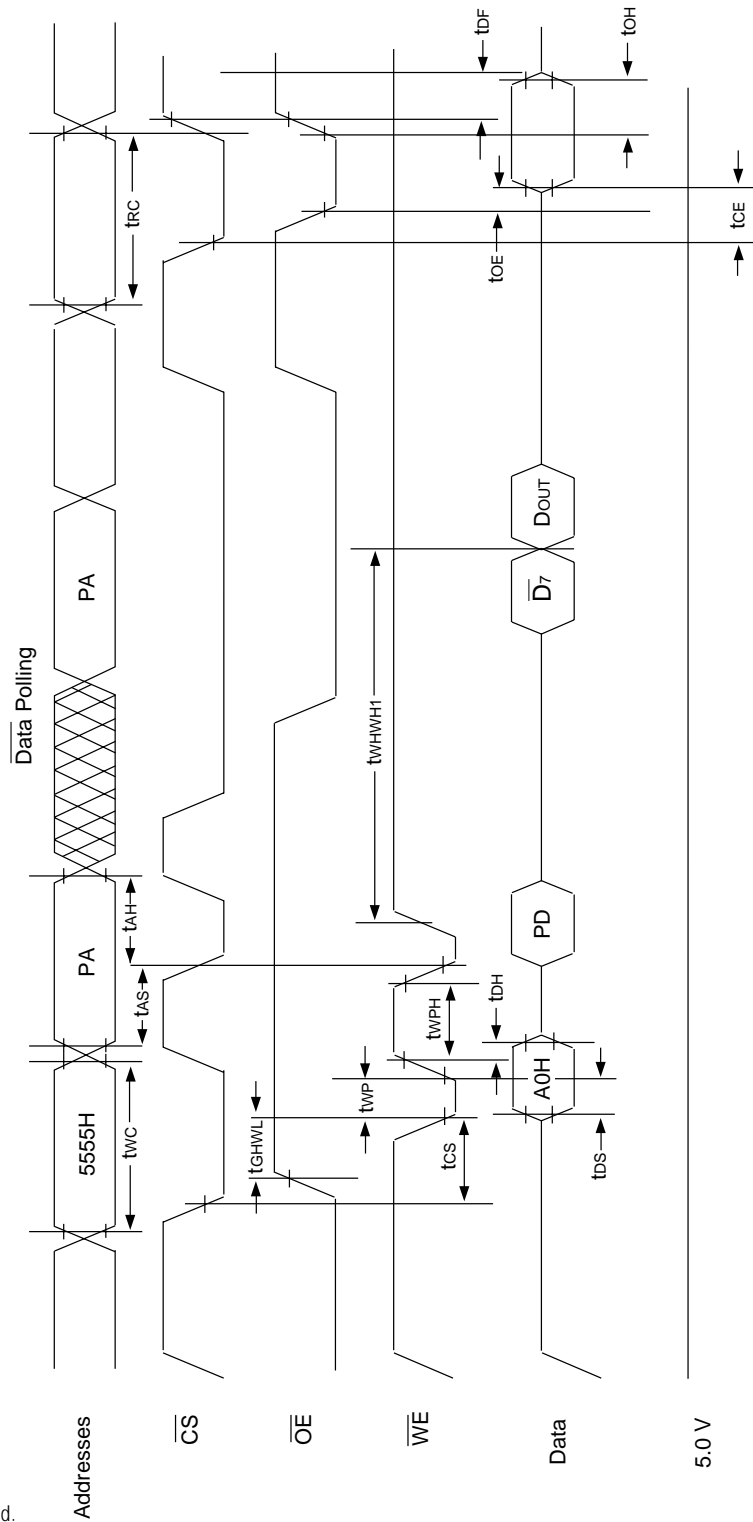 Data Polling
Addresses
5555H
PA
PA
tWC
tAS
tAH
tRC
CS
OE
tGHWL
WE
tCS
tWP
tWPH
tWHWH1
Data
A0H
PD
D7
DOUT
tDS
tDH
tOE
tCE
tDF
tOH
5.0 V
d.